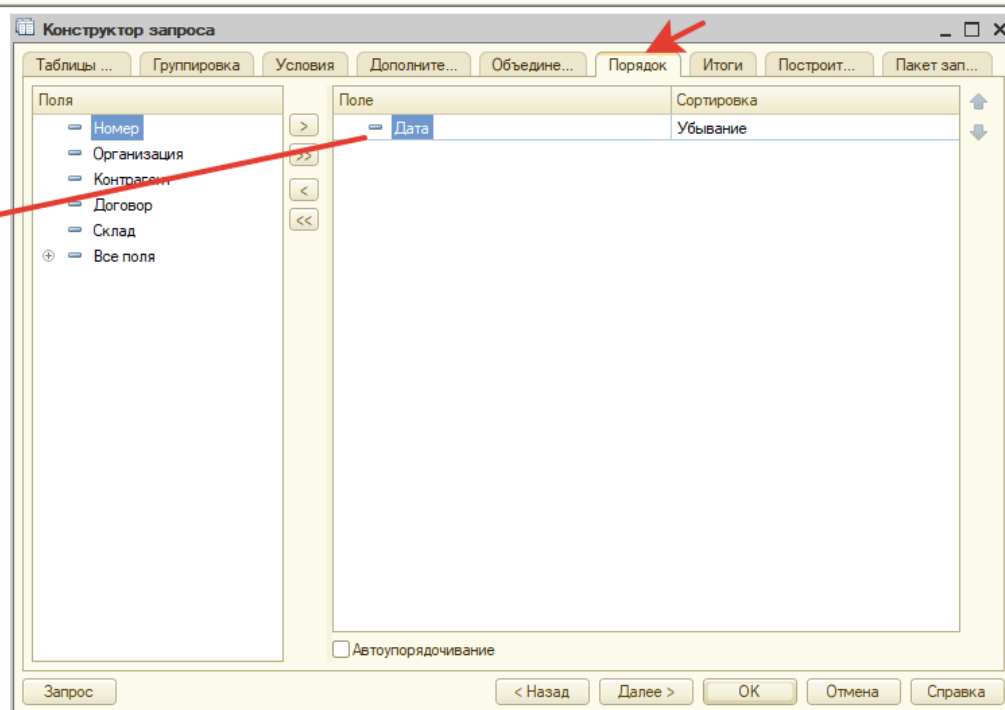 Конструктор запроса
Таблицы ... Группировка Условия Дополните... Объедине... Порядок Итоги Построит... Пакет зап...
Поля
Номер
Организация
Контрагент
Договор
Склад
Все поля
>
>>
<
<<
Поле Сортировка
Дата Убывание
Автоупорядочивание
Запрос < Назад Далее > OK Отмена Справка